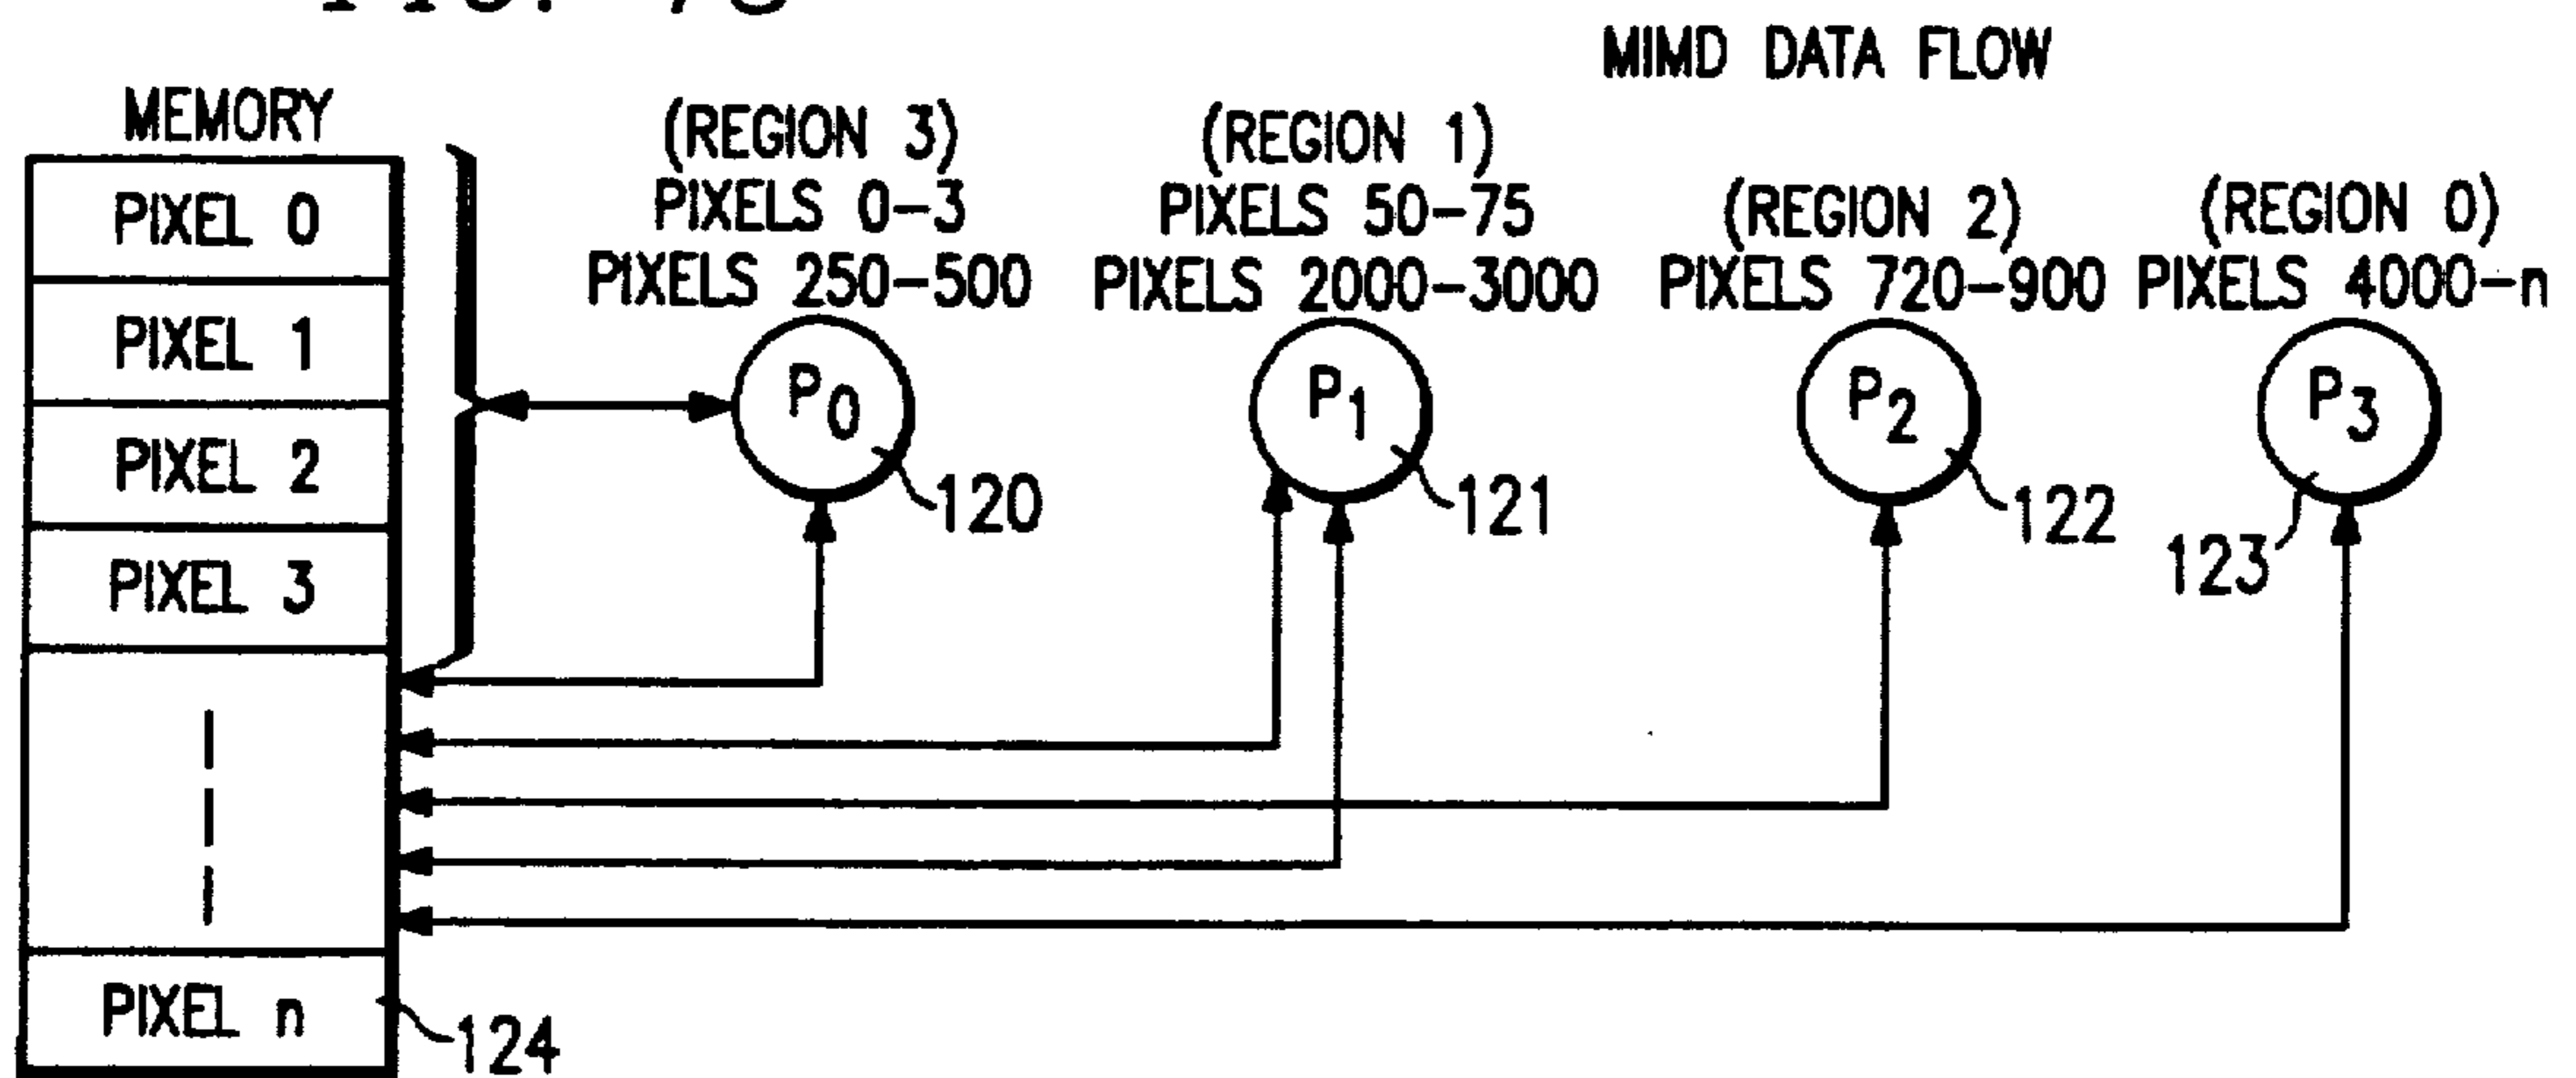 MIMD DATA FLOW
MEMORY
PIXEL 0
PIXEL 1
PIXEL 2
PIXEL 3
PIXEL n
124
(REGION 3)
PIXELS 0-3
PIXELS 250-500
P0
120
(REGION 1)
PIXELS 50-75
PIXELS 2000-3000
P1
121
(REGION 2)
PIXELS 720-900
P2
122
(REGION 0)
PIXELS 4000-n
P3
123